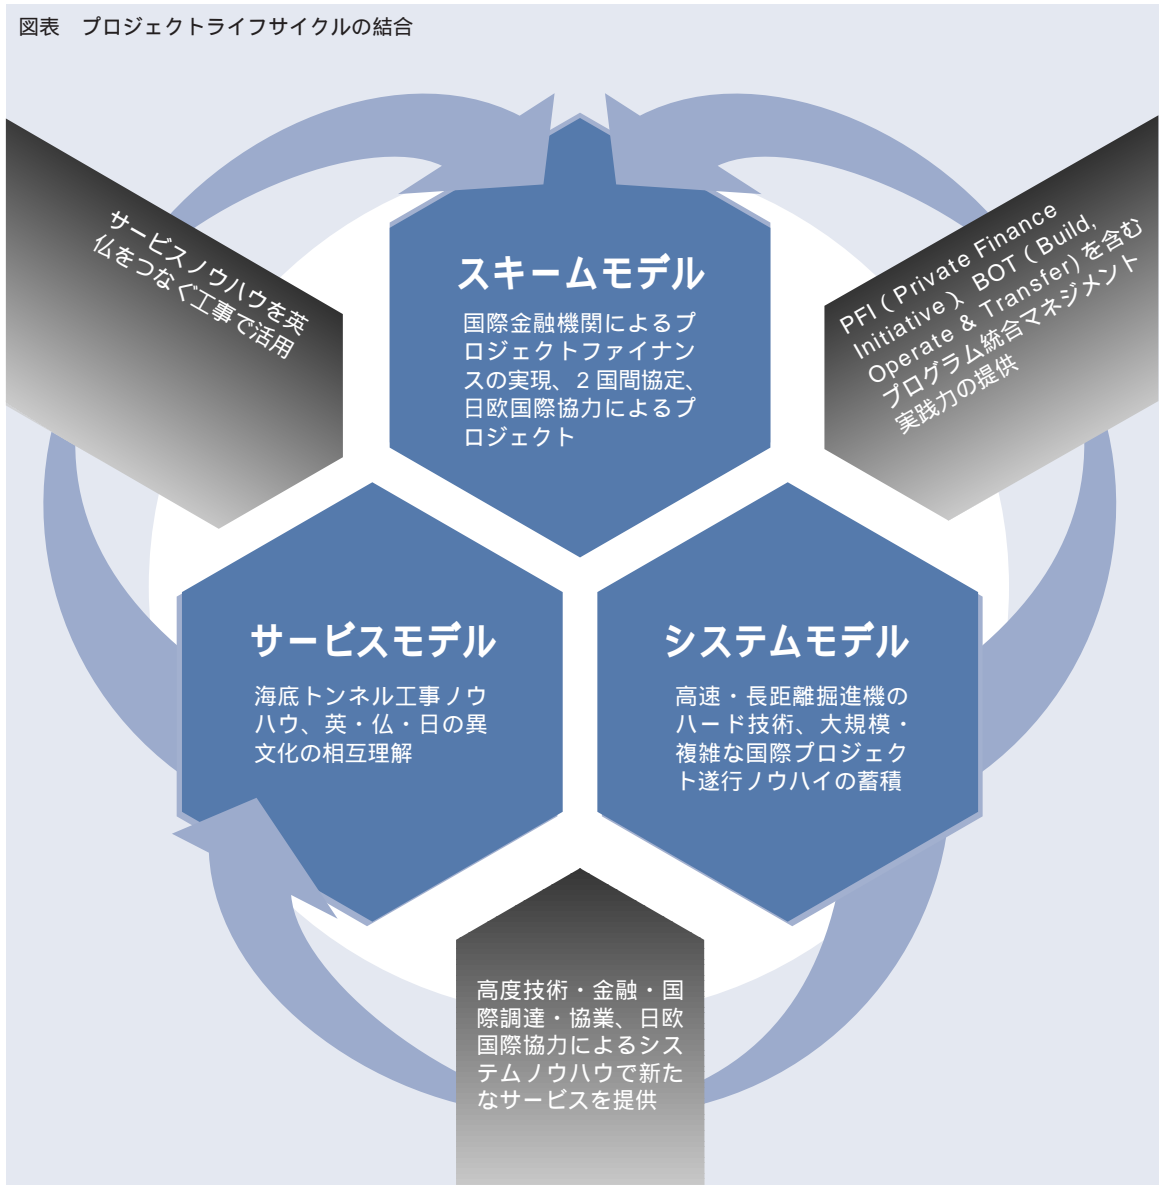 図表　プロジェクトライフサイクルの結合
サービスノウハウを英
仏をつなぐ工事で活用
PFI（Private Finance
Initiative）、BOT（Build,
Operate & Transfer）を含む
プログラム統合マネジメント
実践力の提供
スキームモデル
国際金融機関によるプ
ロジェクトファイナン
スの実現、2 国間協定、
日欧国際協力によるプ
ロジェクト
サービスモデル
海底トンネル工事ノウ
ハウ、英・仏・日の異
文化の相互理解
システムモデル
高速・長距離掘進機の
ハード技術、大規模・
複雑な国際プロジェク
ト遂行ノウハイの蓄積
高度技術・金融・国
際調達・協業、日欧
国際協力によるシス
テムノウハウで新た
なサービスを提供